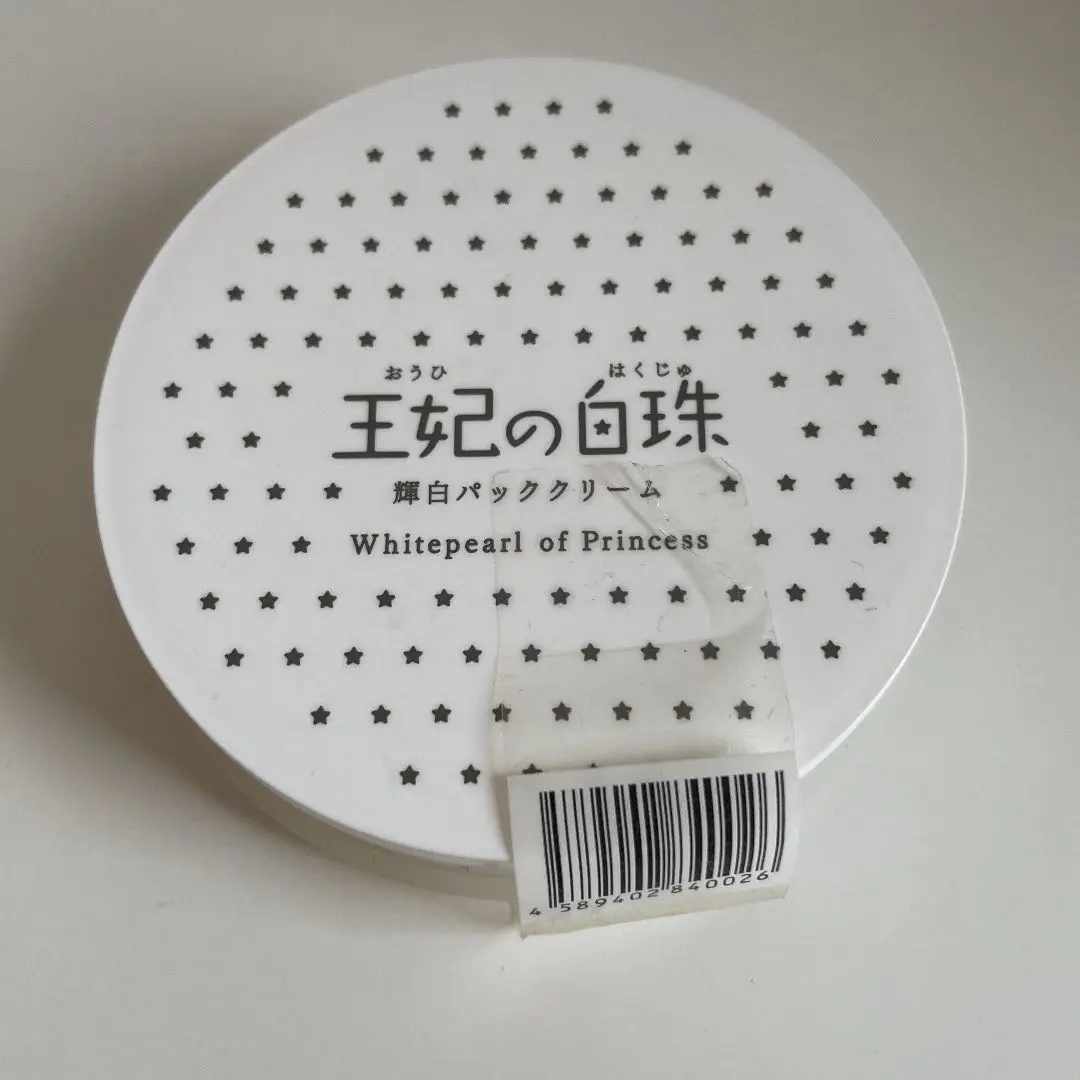 おうひ はくじゅ
王妃の白珠
輝白パッククリーム
Whitepearl of Princess
4 589402 840026